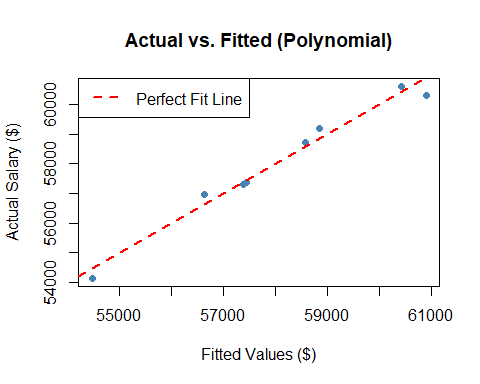 Actual vs. Fitted (Polynomial)
Perfect Fit Line
Actual Salary ($)
60000
58000
56000
54000
55000 57000 59000 61000
Fitted Values ($)